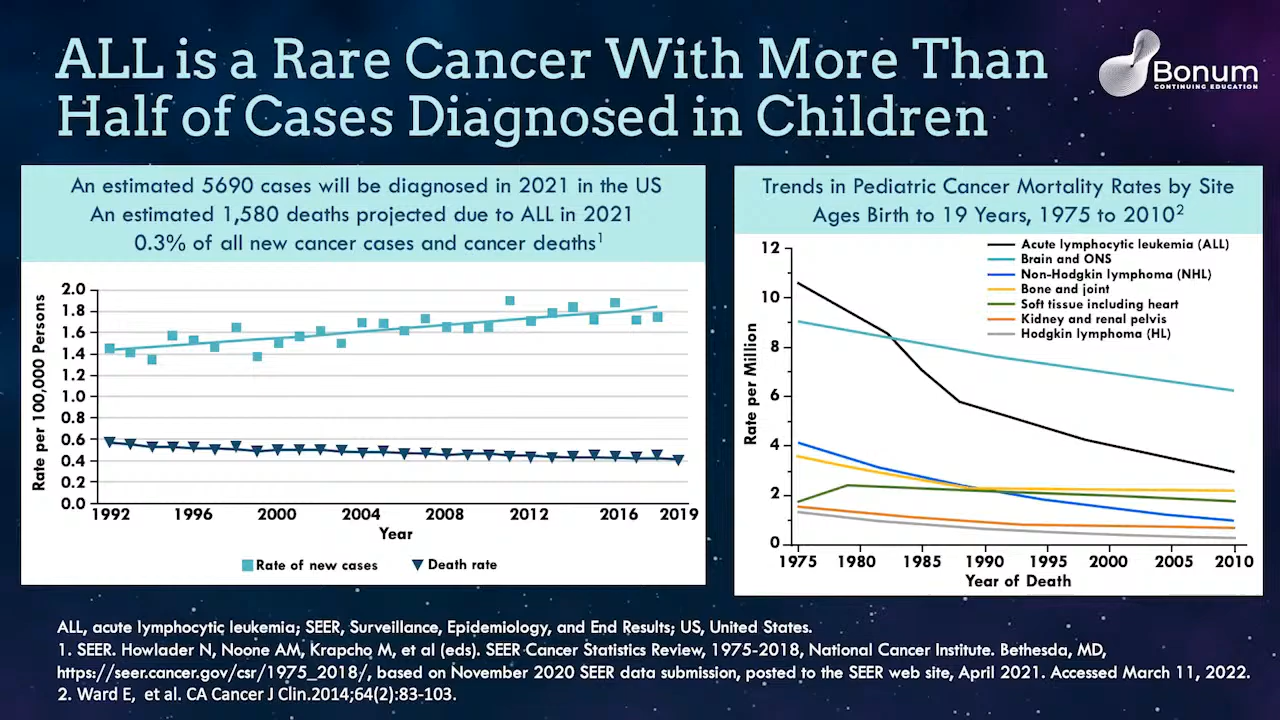 ALL is a Rare Cancer With More Than
Half of Cases Diagnosed in Children
Bonum
CONTINUING EDUCATION
An estimated 5690 cases will be diagnosed in 2021 in the US
An estimated 1,580 deaths projected due to ALL in 2021
0.3% of all new cancer cases and cancer deaths1
Rate per 100,000 Persons
2.0
1.8
1.6
1.4
1.2
1.0
0.8
0.6
0.4
0.2
0.0
1992 1996 2000 2004 2008 2012 2016 2019
Year
Rate of new cases Death rate
Trends in Pediatric Cancer Mortality Rates by Site
Ages Birth to 19 Years, 1975 to 20102
Acute lymphocytic leukemia (ALL)
Brain and ONS
Non-Hodgkin lymphoma (NHL)
Bone and joint
Soft tissue including heart
Kidney and renal pelvis
Hodgkin lymphoma (HL)
Rate per Million
12
10
8
6
4
2
0
1975 1980 1985 1990 1995 2000 2005 2010
Year of Death
ALL, acute lymphocytic leukemia; SEER, Surveillance, Epidemiology, and End Results; US, United States.
1. SEER. Howlader N, Noone AM, Krapcho M, et al (eds). SEER Cancer Statistics Review, 1975-2018, National Cancer Institute. Bethesda, MD,
https://seer.cancer.gov/csr/1975_2018/, based on November 2020 SEER data submission, posted to the SEER web site, April 2021. Accessed March 11, 2022.
2. Ward E, et al. CA Cancer J Clin.2014;64(2):83-103.